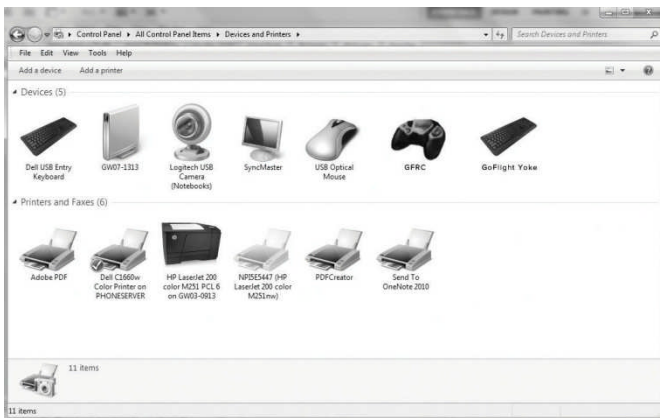 Control Panel ▸ All Control Panel Items ▸ Devices and Printers ▸
Search Devices and Printers
File Edit View Tools Help
Add a device Add a printer
Devices (5)
Dell USB Entry
Keyboard
GW07-1313
Logitech USB
Camera
(Notebooks)
SyncMaster
USB Optical
Mouse
GFRC
GoFlight Yoke
Printers and Faxes (6)
Adobe PDF
Dell C1660w
Color Printer on
PHONESERVER
HP LaserJet 200
color M251 PCL 6
on GW03-0913
NPI5E5447 (HP
LaserJet 200 color
M251nw)
PDFCreator
Send To
OneNote 2010
11 items
11 items